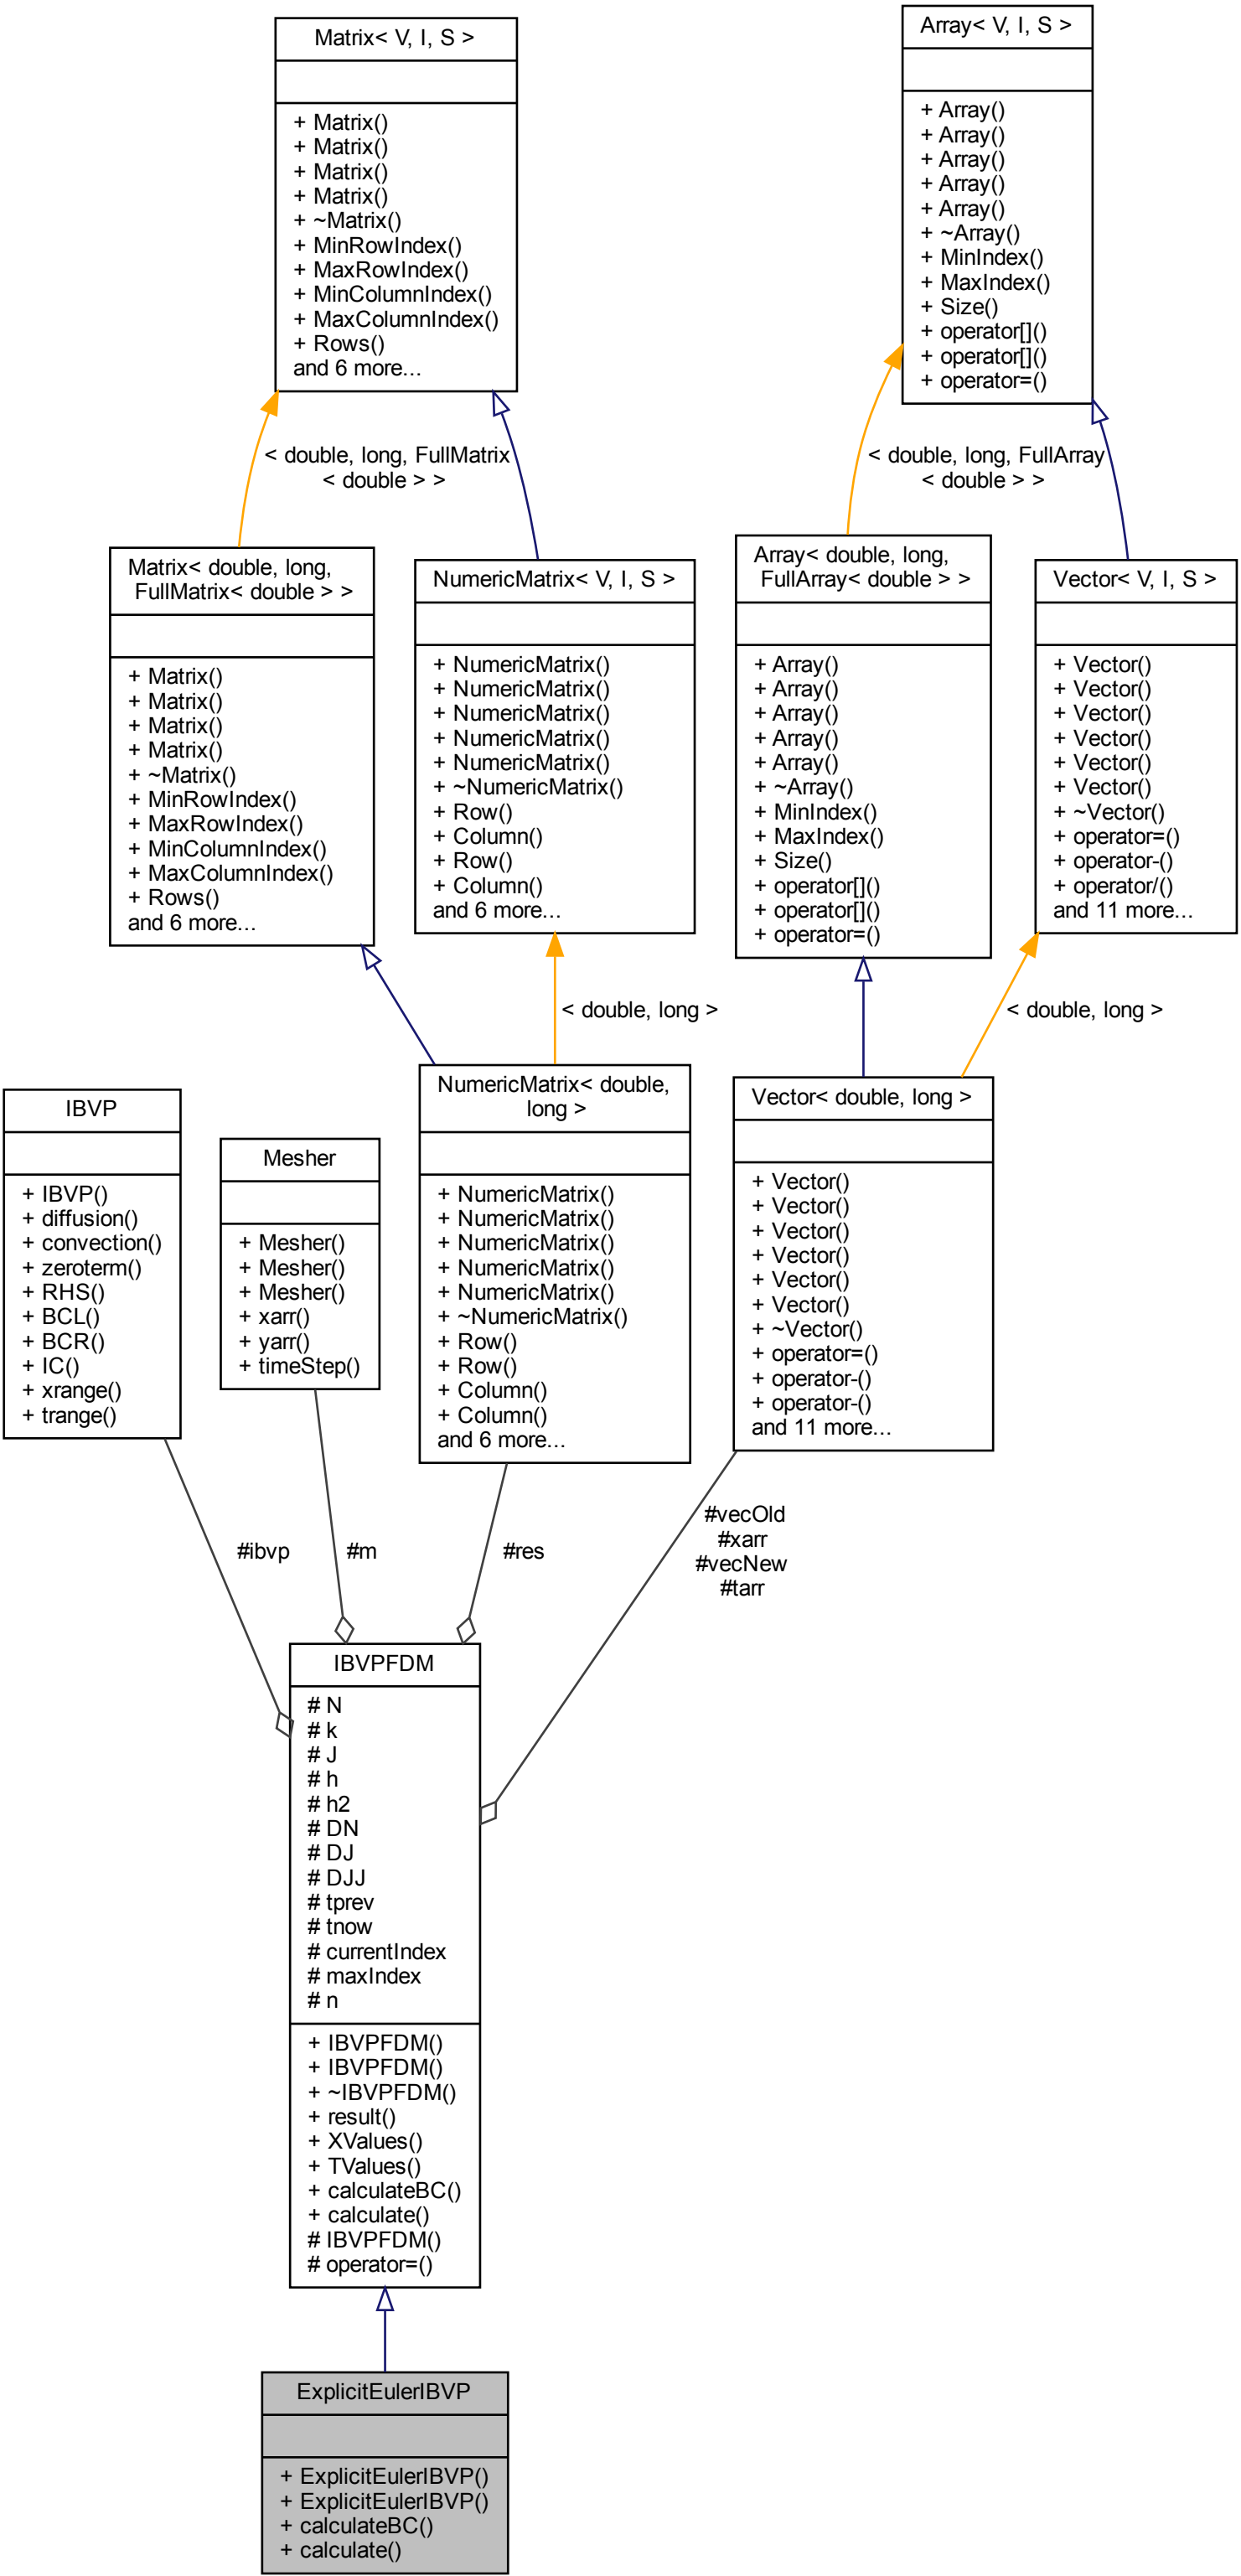 Matrix< V, I, S >
+ Matrix()
+ Matrix()
+ Matrix()
+ Matrix()
+ ~Matrix()
+ MinRowIndex()
+ MaxRowIndex()
+ MinColumnIndex()
+ MaxColumnIndex()
+ Rows()
and 6 more...
Array< V, I, S >
+ Array()
+ Array()
+ Array()
+ Array()
+ Array()
+ ~Array()
+ MinIndex()
+ MaxIndex()
+ Size()
+ operator[]()
+ operator[]()
+ operator=()
< double, long, FullMatrix
< double > >
< double, long, FullArray
< double > >
Matrix< double, long,
FullMatrix< double > >
+ Matrix()
+ Matrix()
+ Matrix()
+ Matrix()
+ ~Matrix()
+ MinRowIndex()
+ MaxRowIndex()
+ MinColumnIndex()
+ MaxColumnIndex()
+ Rows()
and 6 more...
NumericMatrix< V, I, S >
+ NumericMatrix()
+ NumericMatrix()
+ NumericMatrix()
+ NumericMatrix()
+ NumericMatrix()
+ ~NumericMatrix()
+ Row()
+ Column()
+ Row()
+ Column()
and 6 more...
Array< double, long,
FullArray< double > >
+ Array()
+ Array()
+ Array()
+ Array()
+ Array()
+ ~Array()
+ MinIndex()
+ MaxIndex()
+ Size()
+ operator[]()
+ operator[]()
+ operator=()
Vector< V, I, S >
+ Vector()
+ Vector()
+ Vector()
+ Vector()
+ Vector()
+ Vector()
+ ~Vector()
+ operator=()
+ operator-()
+ operator/()
and 11 more...
< double, long >
< double, long >
IBVP
+ IBVP()
+ diffusion()
+ convection()
+ zeroterm()
+ RHS()
+ BCL()
+ BCR()
+ IC()
+ xrange()
+ trange()
Mesher
+ Mesher()
+ Mesher()
+ Mesher()
+ xarr()
+ yarr()
+ timeStep()
NumericMatrix< double,
long >
+ NumericMatrix()
+ NumericMatrix()
+ NumericMatrix()
+ NumericMatrix()
+ NumericMatrix()
+ ~NumericMatrix()
+ Row()
+ Row()
+ Column()
+ Column()
and 6 more...
Vector< double, long >
+ Vector()
+ Vector()
+ Vector()
+ Vector()
+ Vector()
+ Vector()
+ ~Vector()
+ operator=()
+ operator-()
+ operator-()
and 11 more...
#ibvp
#m
#res
#vecOld
#xarr
#vecNew
#tarr
IBVPFDM
# N
# k
# J
# h
# h2
# DN
# DJ
# DJJ
# tprev
# tnow
# currentIndex
# maxIndex
# n
+ IBVPFDM()
+ IBVPFDM()
+ ~IBVPFDM()
+ result()
+ XValues()
+ TValues()
+ calculateBC()
+ calculate()
# IBVPFDM()
# operator=()
ExplicitEulerIBVP
+ ExplicitEulerIBVP()
+ ExplicitEulerIBVP()
+ calculateBC()
+ calculate()